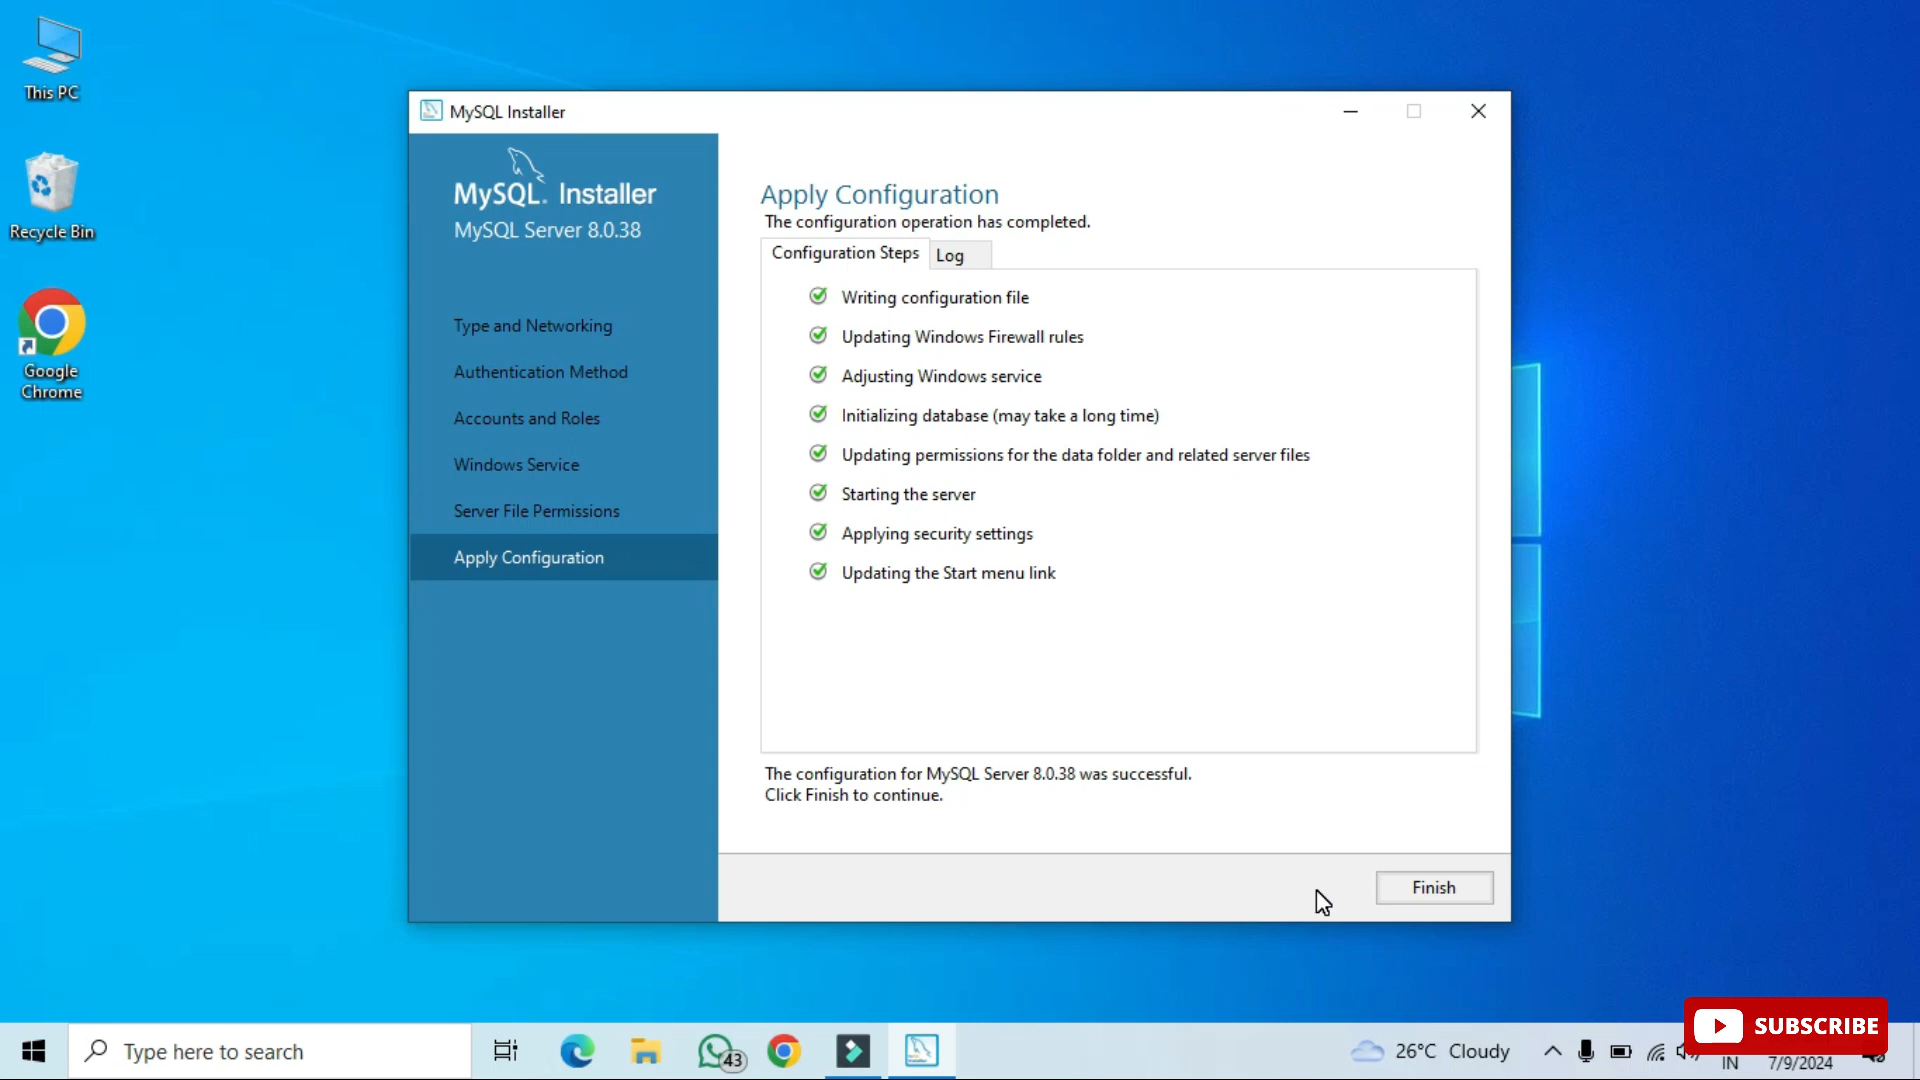 This PC
Recycle Bin
Google
Chrome
MySQL Installer
MySQL. Installer
MySQL Server 8.0.38
Type and Networking
Authentication Method
Accounts and Roles
Windows Service
Server File Permissions
Apply Configuration
Apply Configuration
The configuration operation has completed.
Configuration Steps
Log
Writing configuration file
Updating Windows Firewall rules
Adjusting Windows service
Initializing database (may take a long time)
Updating permissions for the data folder and related server files
Starting the server
Applying security settings
Updating the Start menu link
The configuration for MySQL Server 8.0.38 was successful.
Click Finish to continue.
Finish
Type here to search
43
26°C Cloudy
IN
7/9/2024
SUBSCRIBE